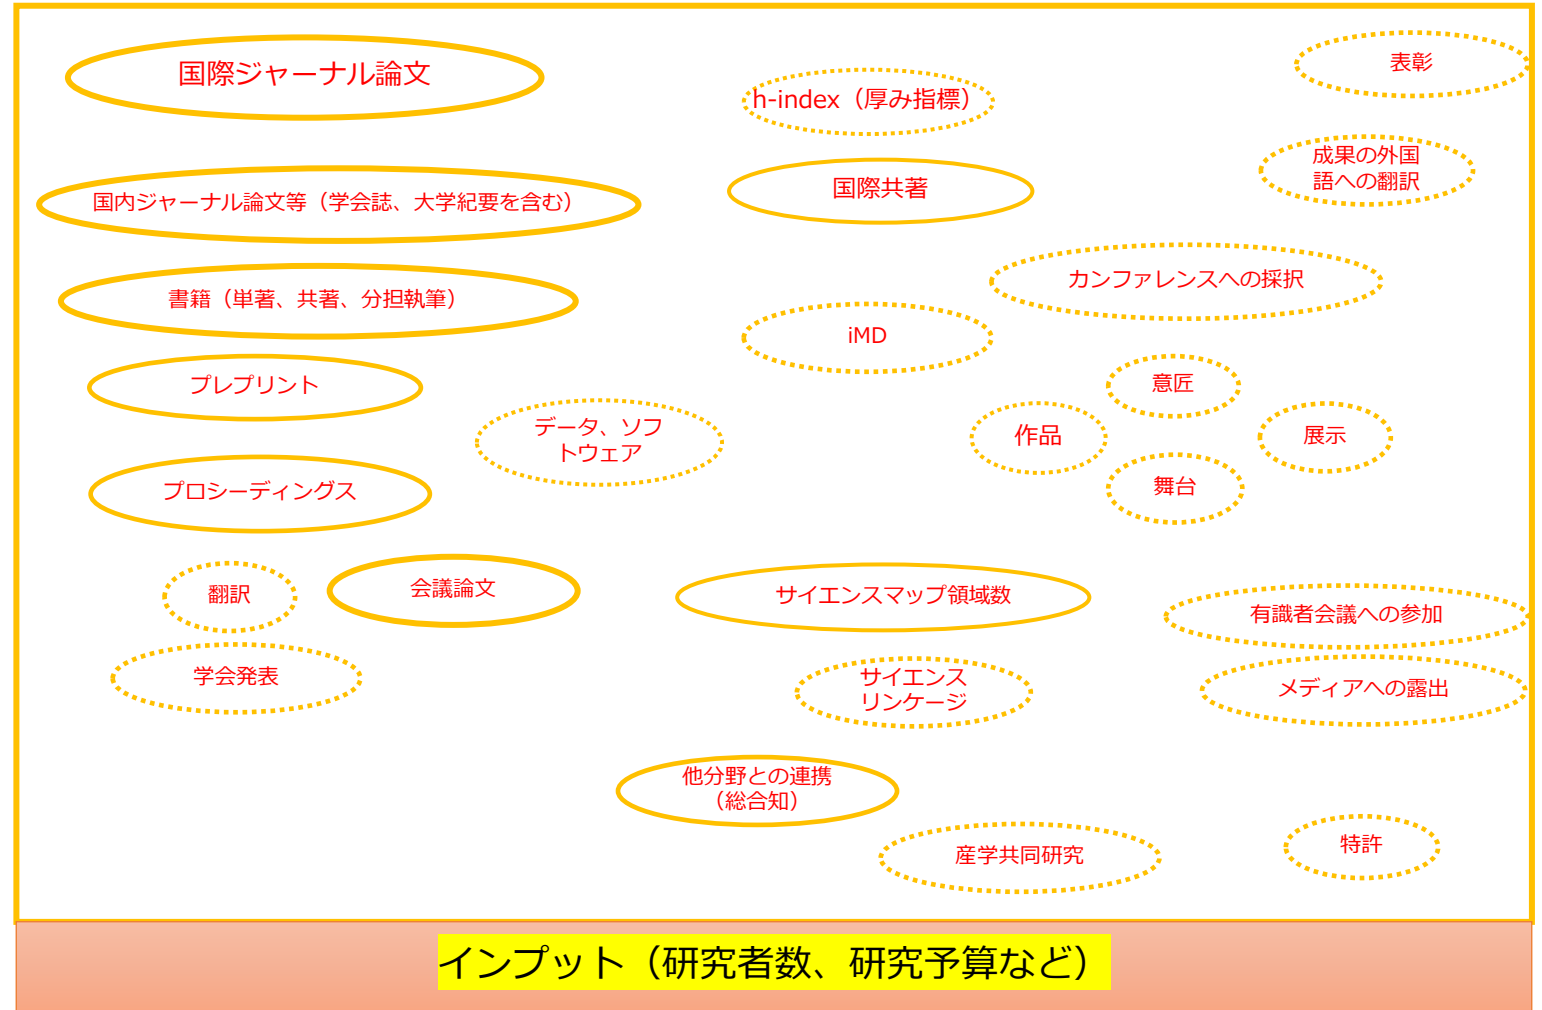 国際ジャーナル論文
h-index（厚み指標）
表彰
成果の外国
語への翻訳
国内ジャーナル論文等（学会誌、大学紀要を含む）
国際共著
カンファレンスへの採択
書籍（単著、共著、分担執筆）
iMD
プレプリント
意匠
データ、ソフ
トウェア
作品
展示
プロシーディングス
舞台
翻訳
会議論文
サイエンスマップ領域数
有識者会議への参加
学会発表
サイエンス
リンケージ
メディアへの露出
他分野との連携
（総合知）
産学共同研究
特許
インプット（研究者数、研究予算など）